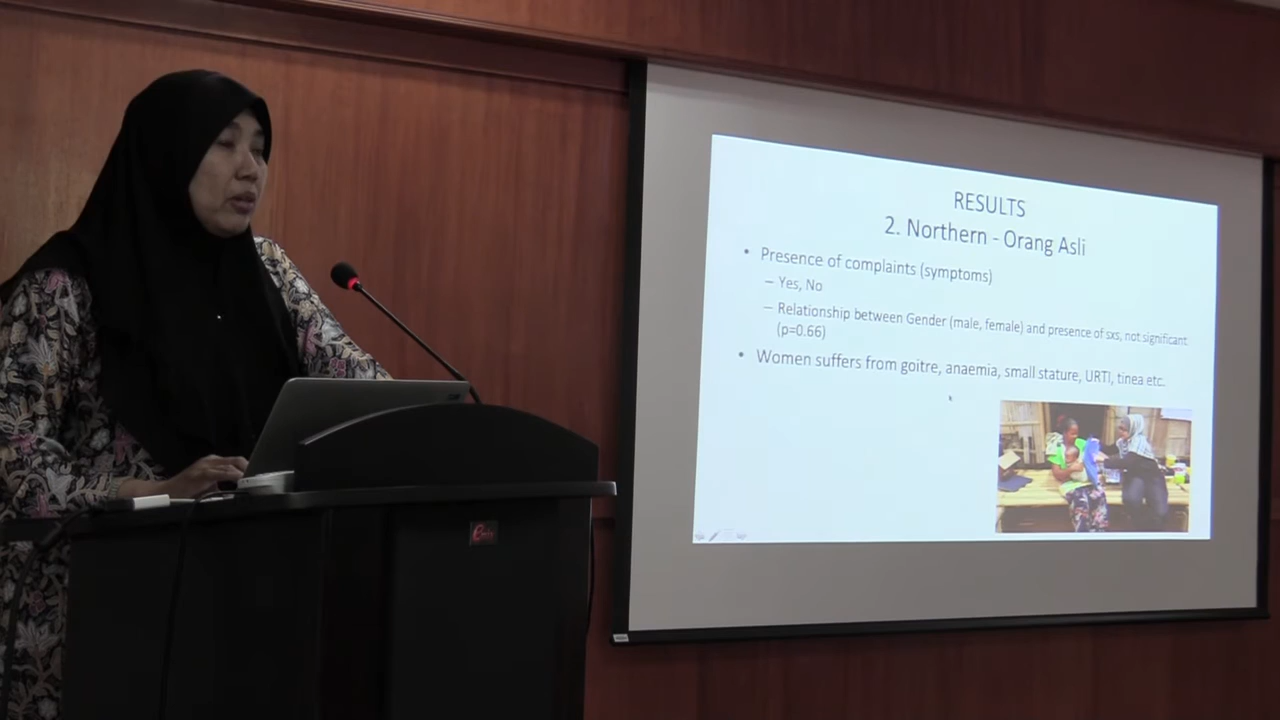 RESULTS
2. Northern - Orang Asli
• Presence of complaints (symptoms)
– Yes, No
– Relationship between Gender (male, female) and presence of sxs, not significant
(p=0.66)
• Women suffers from goitre, anaemia, small stature, URTI, tinea etc.